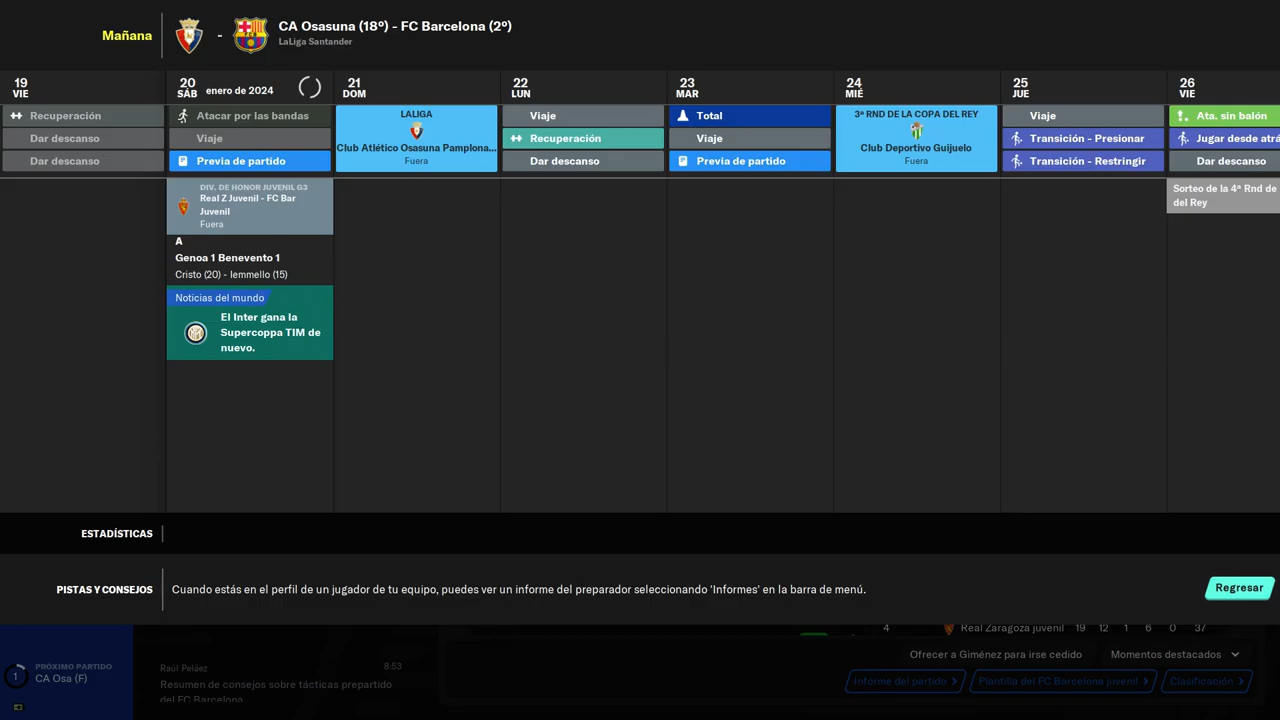 Mañana
CA Osasuna (18º) - FC Barcelona (2º)
LaLiga Santander
19
VIE
20
SÁB
enero de 2024
21
DOM
22
LUN
23
MAR
24
MIÉ
25
JUE
26
VIE
Recuperación
Dar descanso
Dar descanso
Atacar por las bandas
Viaje
Previa de partido
LALIGA
Club Atlético Osasuna Pamplona...
Fuera
Viaje
Recuperación
Dar descanso
Total
Viaje
Previa de partido
3ª RND DE LA COPA DEL REY
Club Deportivo Guijuelo
Fuera
Viaje
Transición - Presionar
Transición - Restringir
Ata. sin balón
Jugar desde atrá
Dar descanso
Sorteo de la 4ª Rnd de
del Rey
DIV. DE HONOR JUVENIL G3
Real Z Juvenil - FC Bar
Juvenil
Fuera
A
Genoa 1 Benevento 1
Cristo (20) - Iemmello (15)
Noticias del mundo
El Inter gana la
Supercoppa TIM de
nuevo.
ESTADÍSTICAS
PISTAS Y CONSEJOS
Cuando estás en el perfil de un jugador de tu equipo, puedes ver un informe del preparador seleccionando 'Informes' en la barra de menú.
Regresar
4 Real Zaragoza juvenil 19 12 1 6 0 37
1
PRÓXIMO PARTIDO
CA Osa (F)
Raúl Peláez 8:53
Resumen de consejos sobre tácticas prepartido
del FC Barcelona
Ofrecer a Giménez para irse cedido
Momentos destacados
Informe del partido
Plantilla del FC Barcelona juvenil
Clasificación